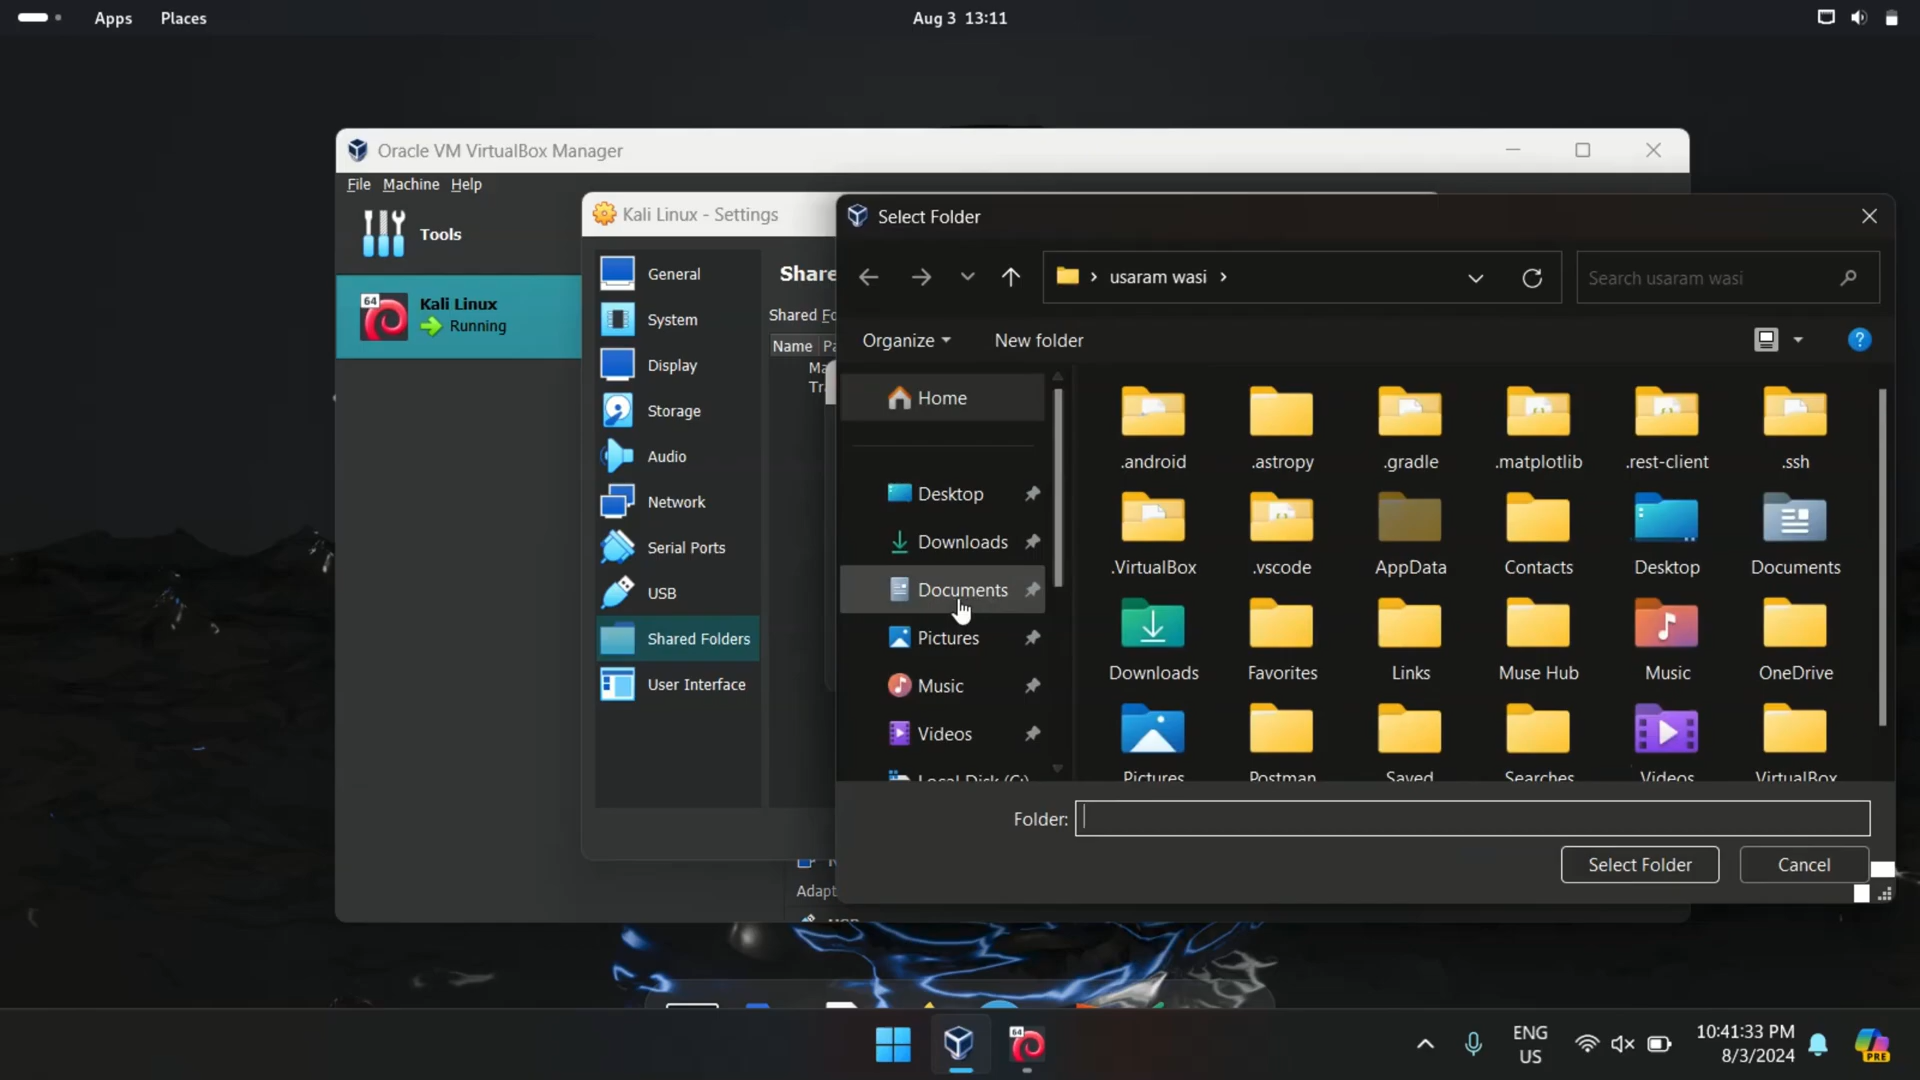 Apps Places Aug 3 13:11
Oracle VM VirtualBox Manager
File Machine Help
Tools
64
Kali Linux
Running
Kali Linux - Settings
General
System
Display
Storage
Audio
Network
Serial Ports
USB
Shared Folders
User Interface
Share
Shared Fo
Name Pa
Ma
Tr
Adapt
Select Folder
usaram wasi
Search usaram wasi
Organize New folder
?
Home
Desktop
Downloads
Documents
Pictures
Music
Videos
Local Disk (C:)
.android .astropy .gradle .matplotlib .rest-client .ssh
.VirtualBox .vscode AppData Contacts Desktop Documents
Downloads Favorites Links Muse Hub Music OneDrive
Pictures Postman Saved Searches Videos VirtualBox
Folder:
Select Folder Cancel
64
ENG
US
10:41:33 PM
8/3/2024
PRE